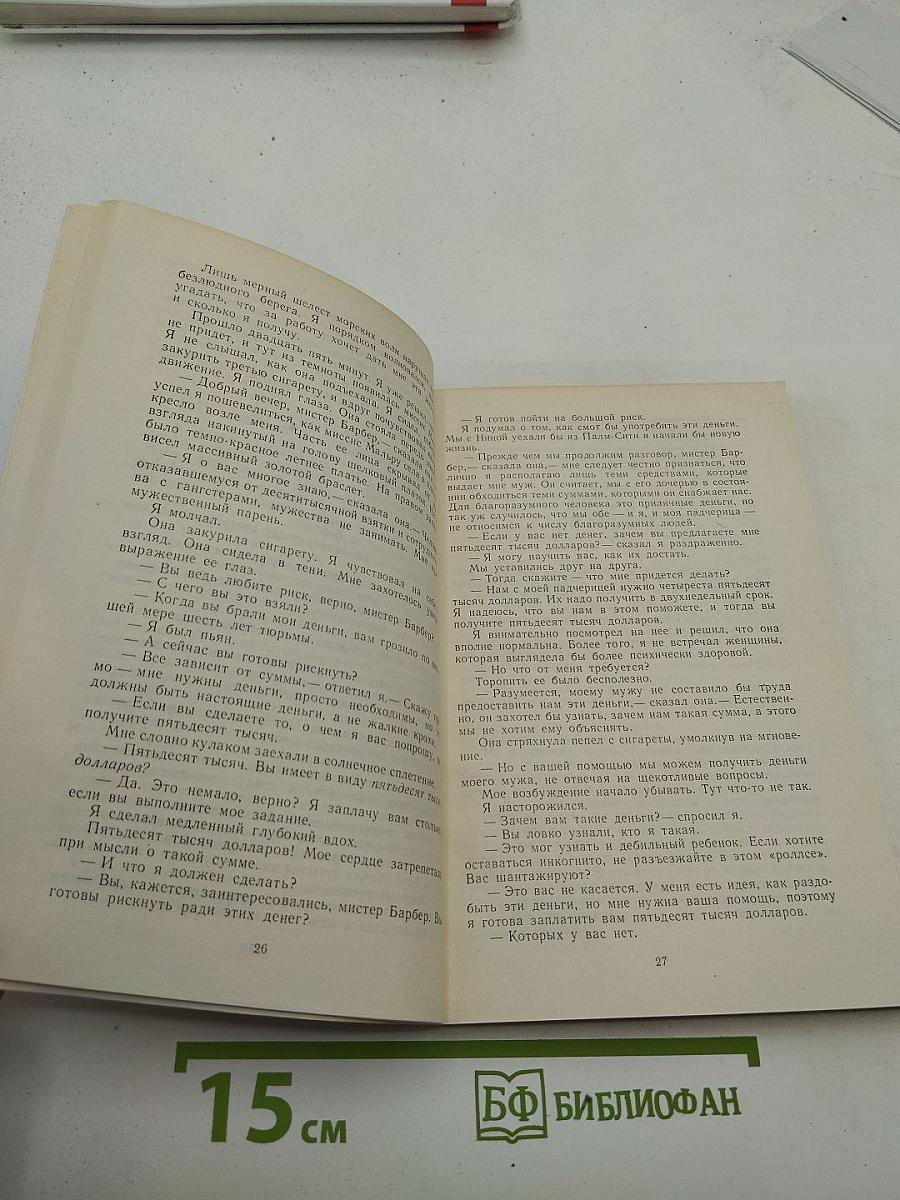 Лишь мерный шелест морских волн
безлюдного берега. Я порядком волновался,
угадать, что за работу хочет дать мне эта
и сколько я получу.
Прошло двадцать пять минут. Я уже решил,
не придет, и тут из темноты появилась
Я не слышал, как она подъехала. Я сидел,
закурить третью сигарету, и вдруг почувствовал
движение. Я поднял глаза. Она стояла передо
— Добрый вечер, мистер Барбер,— сказала
успел я пошевелиться, как миссис Мальру села в
кресло возле меня. Часть ее лица скрывал от
взгляда накинутый на голову шелковый платок. На
было темно-красное летнее платье. На правом
висел массивный золотой браслет.
— Я о вас многое знаю,— сказала она.—
отказавшемуся от десятитысячной взятки и
ва с гангстерами, мужества не занимать. Мне
мужественный парень.
Я молчал.
Она закурила сигарету. Я чувствовал на себе
взгляд. Она сидела в тени. Мне захотелось
выражение ее глаз.
— Вы ведь любите риск, верно, мистер Барбер?
— С чего вы это взяли?
— Когда вы брали мои деньги, вам грозило по
шей мере шесть лет тюрьмы.
— Я был пьян.
— А сейчас вы готовы рискнуть?
— Все зависит от суммы,— ответил я.— Скажу
мо — мне нужны деньги, просто необходимы, но
должны быть настоящие деньги, а не жалкие крохи.
— Если вы сделаете то, о чем я вас попрошу,
получите пятьдесят тысяч.
Мне словно кулаком заехали в солнечное сплетение.
— Пятьдесят тысяч. Вы имеет в виду пятьдесят
долларов?
— Да. Это немало, верно? Я заплачу вам столько,
если вы выполните мое задание.
Я сделал медленный глубокий вдох.
Пятьдесят тысяч долларов! Мое сердце затрепетало
при мысли о такой сумме.
— И что я должен сделать?
— Вы, кажется, заинтересовались, мистер Барбер. Вы
готовы рискнуть ради этих денег?
26
— Я готов пойти на большой риск.
Я подумал о том, как смог бы употребить эти деньги.
Мы с Ниной уехали бы из Палм-Сити и начали бы новую
жизнь.
— Прежде чем мы продолжим разговор, мистер Бар-
бер,— сказала она,— мне следует честно признаться, что
лично я располагаю лишь теми средствами, которые
выдает мне муж. Он считает, мы с его дочерью в состоя-
нии обходиться теми суммами, которыми он снабжает нас.
Для благоразумного человека это приличные деньги, но
так уж случилось, что мы обе — и я, и моя падчерица —
не относимся к числу благоразумных людей.
— Если у вас нет денег, зачем вы предлагаете мне
пятьдесят тысяч долларов? — сказал я раздраженно.
— Я могу научить вас, как их достать.
Мы уставились друг на друга.
— Тогда скажите — что мне придется делать?
— Нам с моей падчерицей нужно четыреста пятьдесят
тысяч долларов. Их надо получить в двухнедельный срок.
Я надеюсь, что вы нам в этом поможете, и тогда вы
получите пятьдесят тысяч долларов.
Я внимательно посмотрел на нее и решил, что она
вполне нормальна. Более того, я не встречал женщины,
которая выглядела бы более психически здоровой.
— Но что от меня требуется?
Торопить ее было бесполезно.
— Разумеется, моему мужу не составило бы труда
предоставить нам эти деньги,— сказала она.— Естествен-
но, он захотел бы узнать, зачем нам такая сумма, а этого
мы не хотим ему объяснять.
Она стряхнула пепел с сигареты, умолкнув на мгнове-
ние.
— Но с вашей помощью мы можем получить деньги
моего мужа, не отвечая на щекотливые вопросы.
Мое возбуждение начало убывать. Тут что-то не так.
Я насторожился.
— Зачем вам такие деньги? — спросил я.
— Вы ловко узнали, кто я такая.
— Это мог узнать и дебильный ребенок. Если хотите
оставаться инкогнито, не разъезжайте в этом «роллсе».
Вас шантажируют?
— Это вас не касается. У меня есть идея, как раздо-
быть эти деньги, но мне нужна ваша помощь, поэтому
я готова заплатить вам пятьдесят тысяч долларов.
— Которых у вас нет.
27
15 см
БФ БИБЛИОФАН